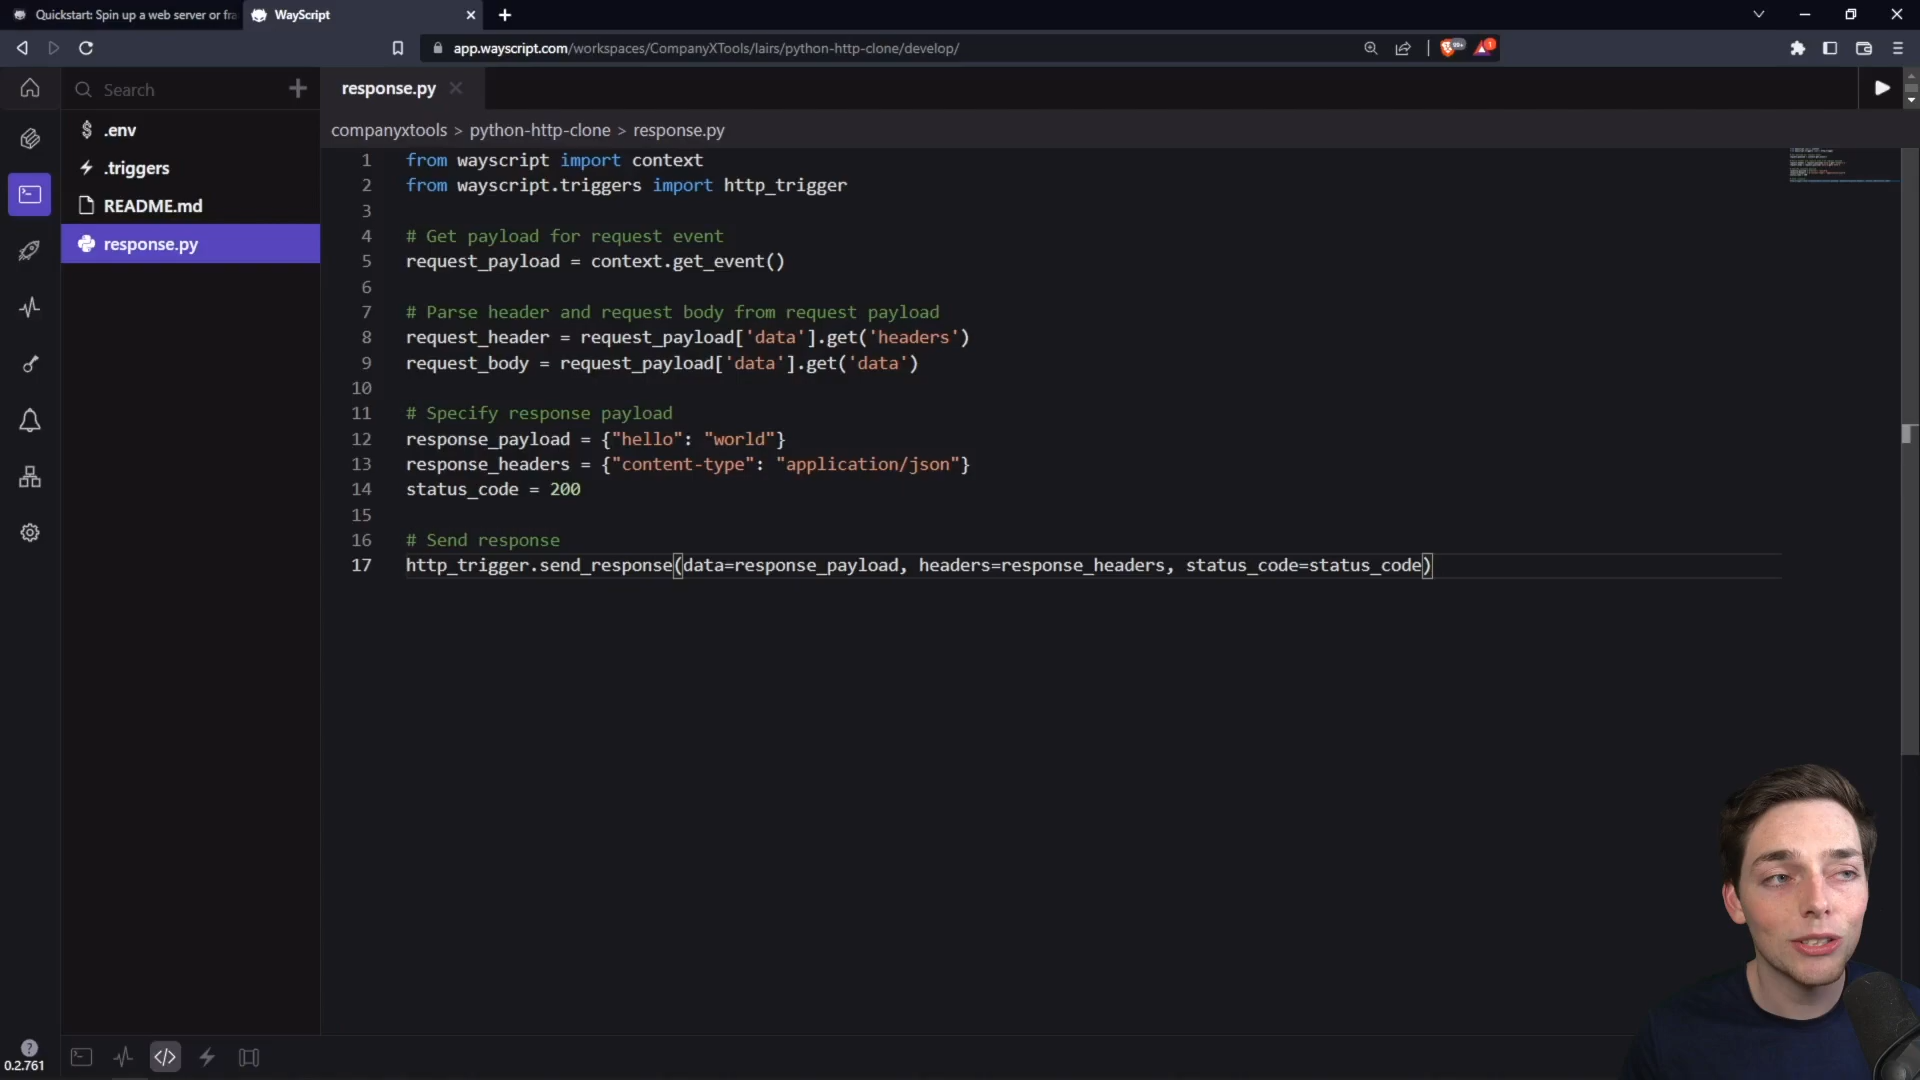 Quickstart: Spin up a web server or fra
WayScript
app.wayscript.com/workspaces/CompanyXTools/lairs/python-http-clone/develop/
99+
1
Search
response.py
companyxtools > python-http-clone > response.py
.env
.triggers
README.md
response.py
1 from wayscript import context
2 from wayscript.triggers import http_trigger
3
4 # Get payload for request event
5 request_payload = context.get_event()
6
7 # Parse header and request body from request payload
8 request_header = request_payload['data'].get('headers')
9 request_body = request_payload['data'].get('data')
10
11 # Specify response payload
12 response_payload = {"hello": "world"}
13 response_headers = {"content-type": "application/json"}
14 status_code = 200
15
16 # Send response
17 http_trigger.send_response(data=response_payload, headers=response_headers, status_code=status_code)
0.2.761